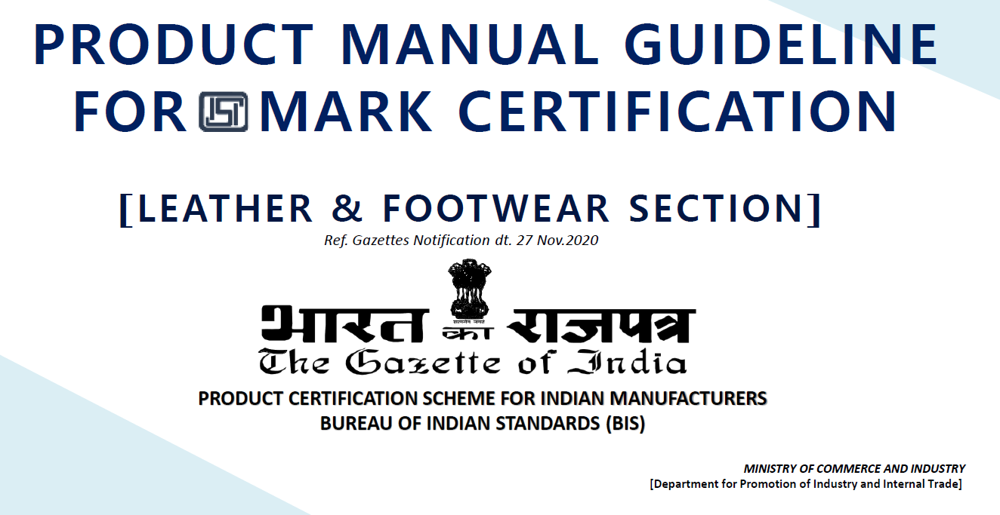 PRODUCT MANUAL GUIDELINE
FOR ISI MARK CERTIFICATION
[LEATHER & FOOTWEAR SECTION]
Ref. Gazettes Notification dt. 27 Nov.2020
सत्यमेव जयते
भारत का राजपत्र
The Gazette of India
PRODUCT CERTIFICATION SCHEME FOR INDIAN MANUFACTURERS
BUREAU OF INDIAN STANDARDS (BIS)
MINISTRY OF COMMERCE AND INDUSTRY
[Department for Promotion of Industry and Internal Trade]